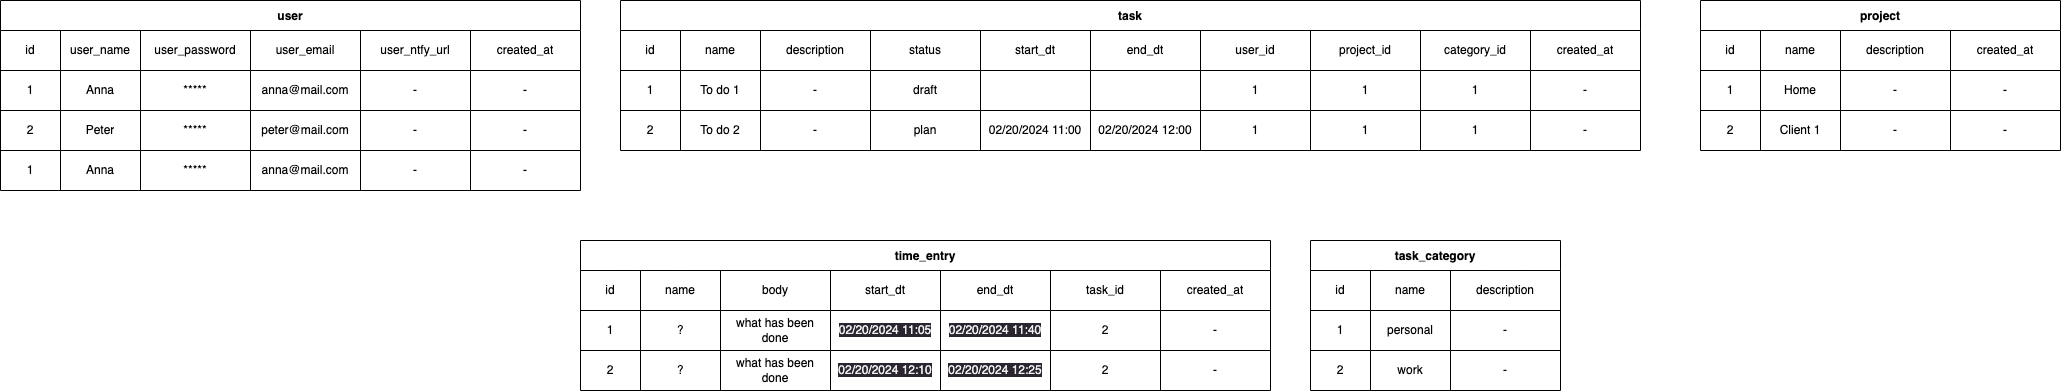 user
id user_name user_password user_email user_ntfy_url created_at
1 Anna ***** anna@mail.com - -
2 Peter ***** peter@mail.com - -
1 Anna ***** anna@mail.com - -
task
id name description status start_dt end_dt user_id project_id category_id created_at
1 To do 1 - draft 1 1 1 -
2 To do 2 - plan 02/20/2024 11:00 02/20/2024 12:00 1 1 1 -
project
id name description created_at
1 Home - -
2 Client 1 - -
time_entry
id name body start_dt end_dt task_id created_at
1 ? what has been done 02/20/2024 11:05 02/20/2024 11:40 2 -
2 ? what has been done 02/20/2024 12:10 02/20/2024 12:25 2 -
task_category
id name description
1 personal -
2 work -